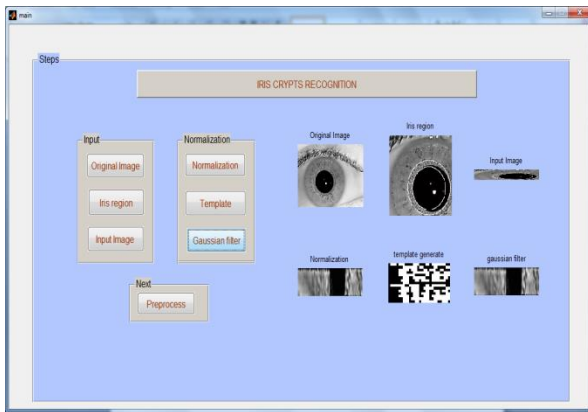 main
Steps
IRIS CRYPTS RECOGNITION
Input
Original Image
Iris region
Input Image
Normalization
Normalization
Template
Gaussian filter
Next
Preprocess
Original Image
Iris region
Input Image
Normalization
template generate
gaussian filter